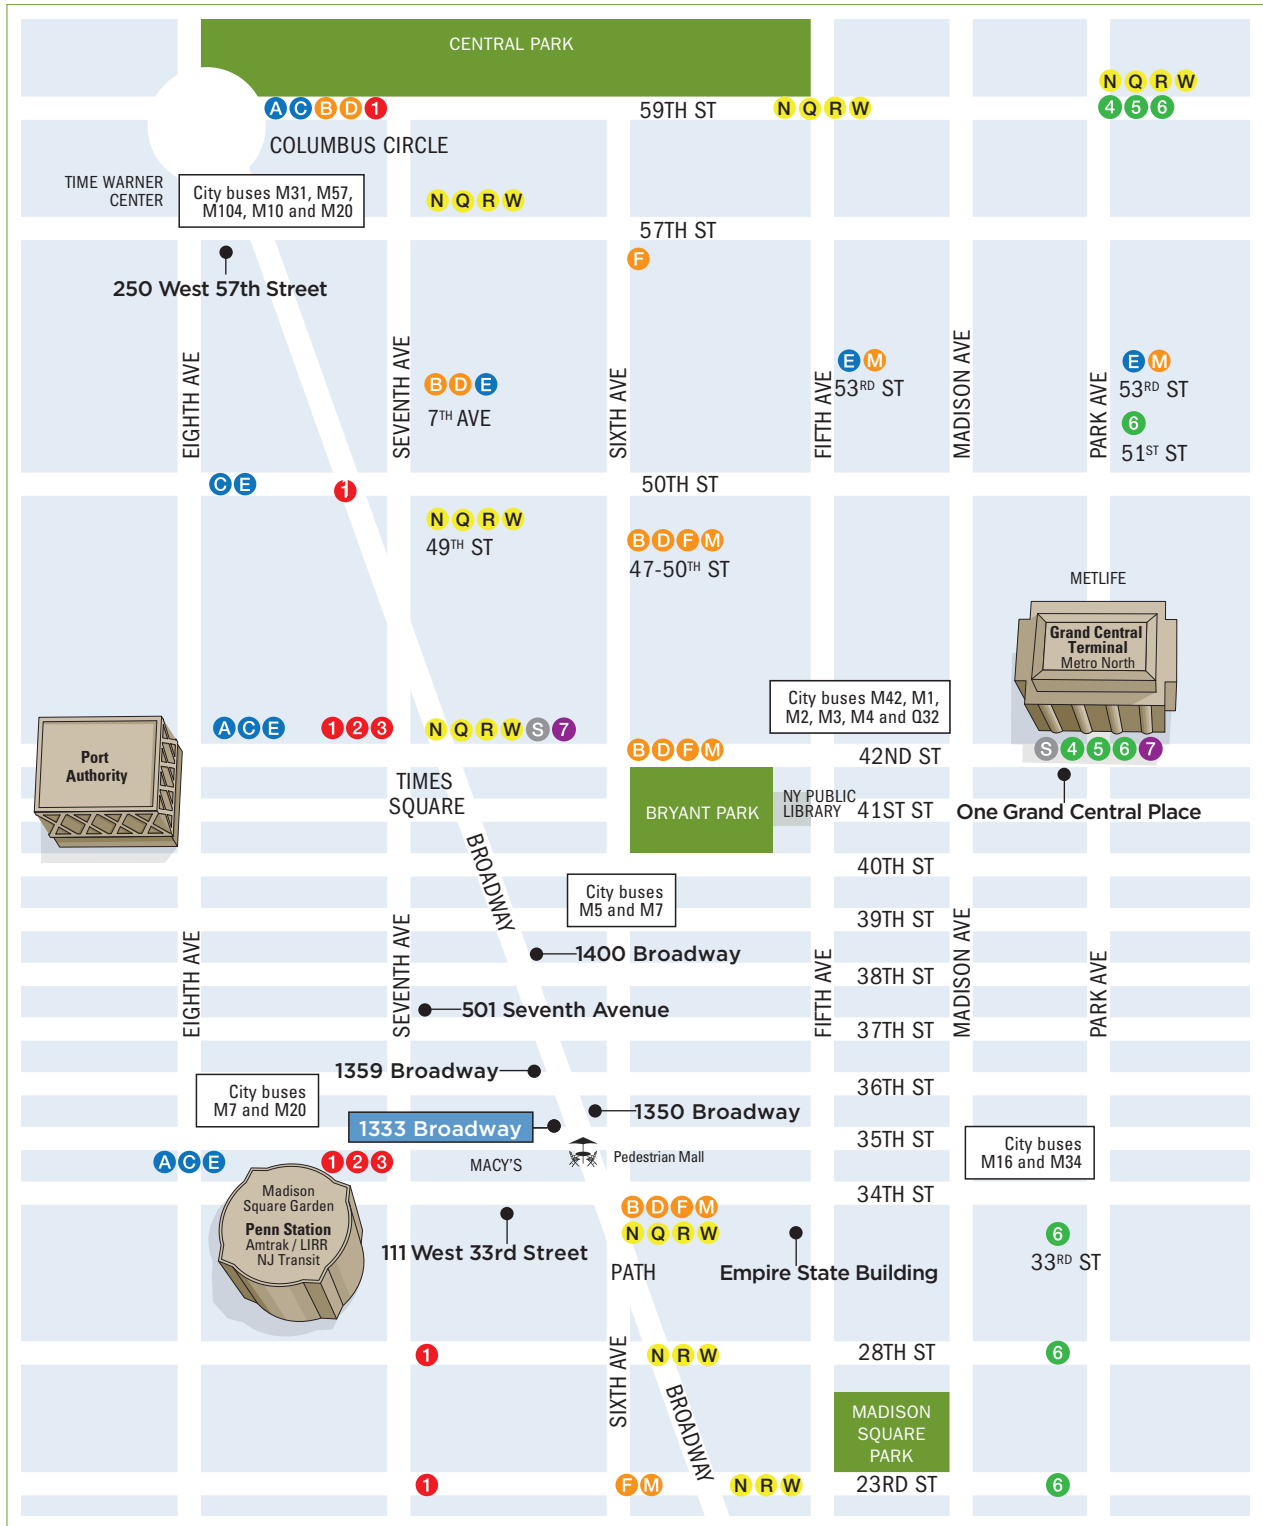 CENTRAL PARK
N Q R W
A C B D 1
59TH ST
N Q R W
4 5 6
COLUMBUS CIRCLE
TIME WARNER
CENTER
City buses M31, M57,
M104, M10 and M20
N Q R W
57TH ST
F
250 West 57th Street
EIGHTH AVE
SEVENTH AVE
SIXTH AVE
FIFTH AVE
MADISON AVE
PARK AVE
B D E
7TH AVE
E M
53RD ST
E M
53RD ST
6
51ST ST
C E
1
50TH ST
N Q R W
49TH ST
B D F M
47-50TH ST
METLIFE
Grand Central
Terminal
Metro North
City buses M42, M1,
M2, M3, M4 and Q32
Port
Authority
A C E
1 2 3
N Q R W S 7
B D F M
42ND ST
S 4 5 6 7
TIMES
SQUARE
BRYANT PARK
NY PUBLIC
LIBRARY
41ST ST
One Grand Central Place
BROADWAY
40TH ST
City buses
M5 and M7
39TH ST
1400 Broadway
38TH ST
EIGHTH AVE
SEVENTH AVE
FIFTH AVE
MADISON AVE
PARK AVE
501 Seventh Avenue
37TH ST
1359 Broadway
36TH ST
City buses
M7 and M20
1350 Broadway
1333 Broadway
35TH ST
City buses
M16 and M34
A C E
1 2 3
MACY'S
Pedestrian Mall
34TH ST
Madison
Square Garden
Penn Station
Amtrak / LIRR
NJ Transit
B D F M
N Q R W
6
33RD ST
111 West 33rd Street
PATH
Empire State Building
1
SIXTH AVE
N R W
28TH ST
6
BROADWAY
MADISON
SQUARE
PARK
1
F M
N R W
23RD ST
6